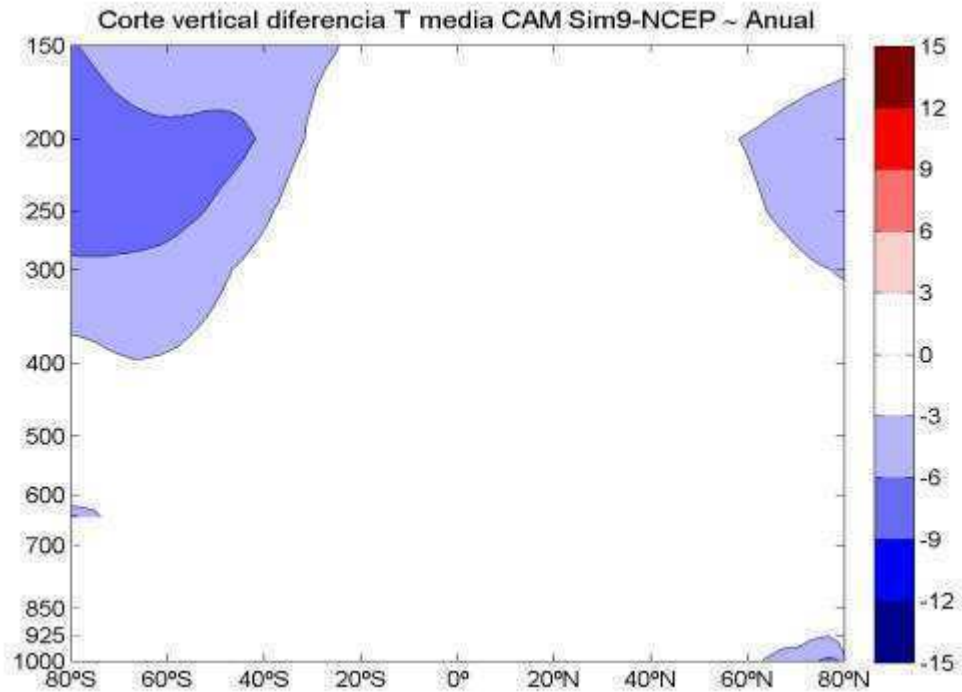 Corte vertical diferencia T media CAM Sim9-NCEP ~ Anual
150
200
250
300
400
500
600
700
850
925
1000
80ºS
60ºS
40ºS
20ºS
0º
20ºN
40ºN
60ºN
80ºN
15
12
9
6
3
0
-3
-6
-9
-12
-15